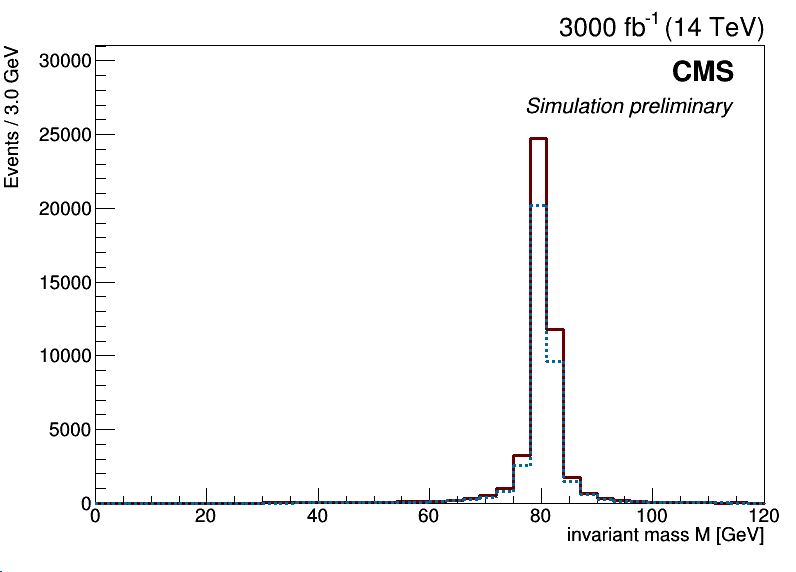 3000 fb-1 (14 TeV)
CMS
Simulation preliminary
Events / 3.0 GeV
30000
25000
20000
15000
10000
5000
0
0 20 40 60 80 100 120
invariant mass M [GeV]